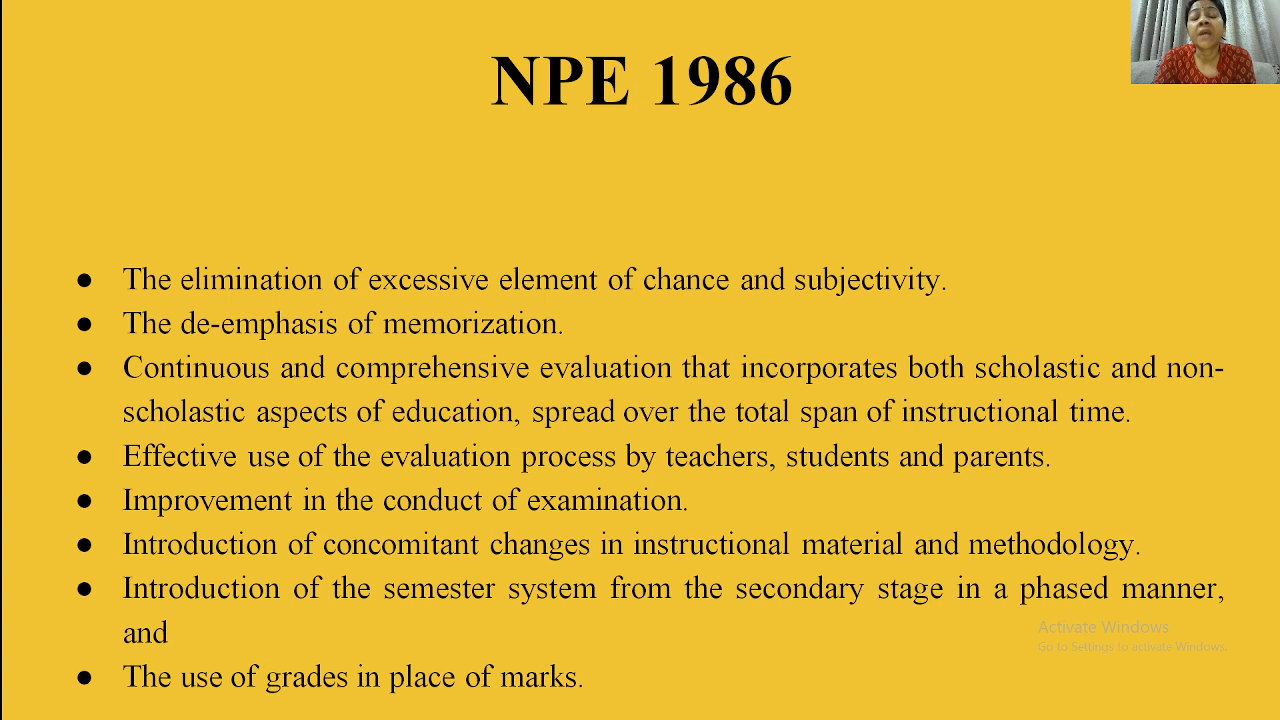 NPE 1986
● The elimination of excessive element of chance and subjectivity.
● The de-emphasis of memorization.
● Continuous and comprehensive evaluation that incorporates both scholastic and non-
scholastic aspects of education, spread over the total span of instructional time.
● Effective use of the evaluation process by teachers, students and parents.
● Improvement in the conduct of examination.
● Introduction of concomitant changes in instructional material and methodology.
● Introduction of the semester system from the secondary stage in a phased manner,
and
● The use of grades in place of marks.
Activate Windows
Go to Settings to activate Windows.